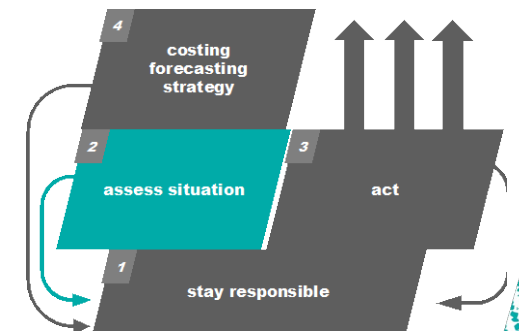 4
costing
forecasting
strategy
2
assess situation
3
act
1
stay responsible